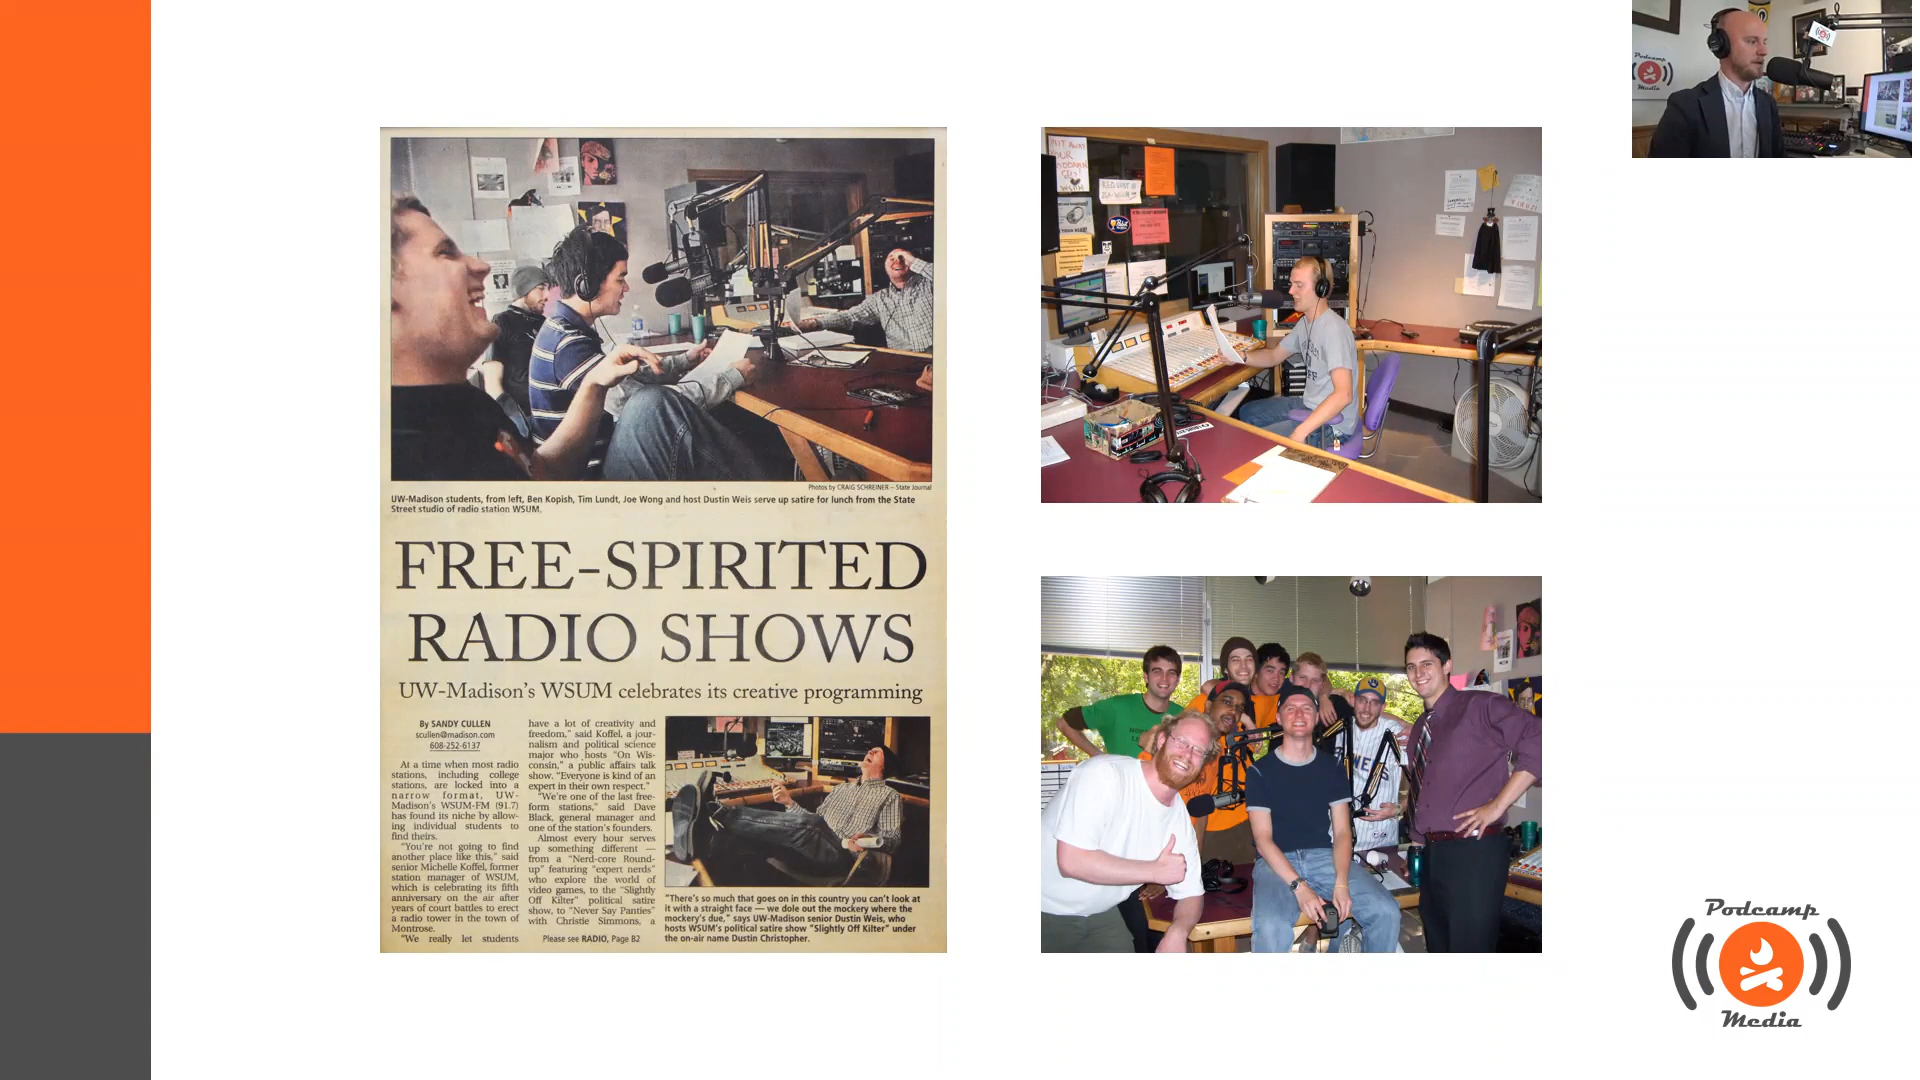 Photos by CRAIG SCHREINER – State Journal
UW-Madison students, from left, Ben Kopish, Tim Lundt, Joe Wong and host Dustin Weis serve up satire for lunch from the State
Street studio of radio station WSUM.
FREE-SPIRITED
RADIO SHOWS
UW-Madison's WSUM celebrates its creative programming
By SANDY CULLEN
scullen@madison.com
608-252-6137
At a time when most radio
stations, including college
stations, are locked into a
narrow format, UW-
Madison's WSUM-FM (91.7)
has found its niche by allow-
ing individual students to
find theirs.
"You're not going to find
another place like this," said
senior Michelle Koffel, former
station manager of WSUM,
which is celebrating its fifth
anniversary on the air after
years of court battles to erect
a radio tower in the town of
Montrose.
"We really let students
have a lot of creativity and
freedom," said Koffel, a jour-
nalism and political science
major who hosts "On Wis-
consin," a public affairs talk
show. "Everyone is kind of an
expert in their own respect."
"We're one of the last free-
form stations," said Dave
Black, general manager and
one of the station's founders.
Almost every hour serves
up something different —
from a "Nerd-core Round-
up" featuring "expert nerds"
who explore the world of
video games, to the "Slightly
Off Kilter" political satire
show, to "Never Say Panties"
with Christie Simmons, a
Please see RADIO, Page B2
"There's so much that goes on in this country you can't look at
it with a straight face — we dole out the mockery where the
mockery's due," says UW-Madison senior Dustin Weis, who
hosts WSUM's political satire show "Slightly Off Kilter" under
the on-air name Dustin Christopher.
Podcamp
Media
Podcamp
Media